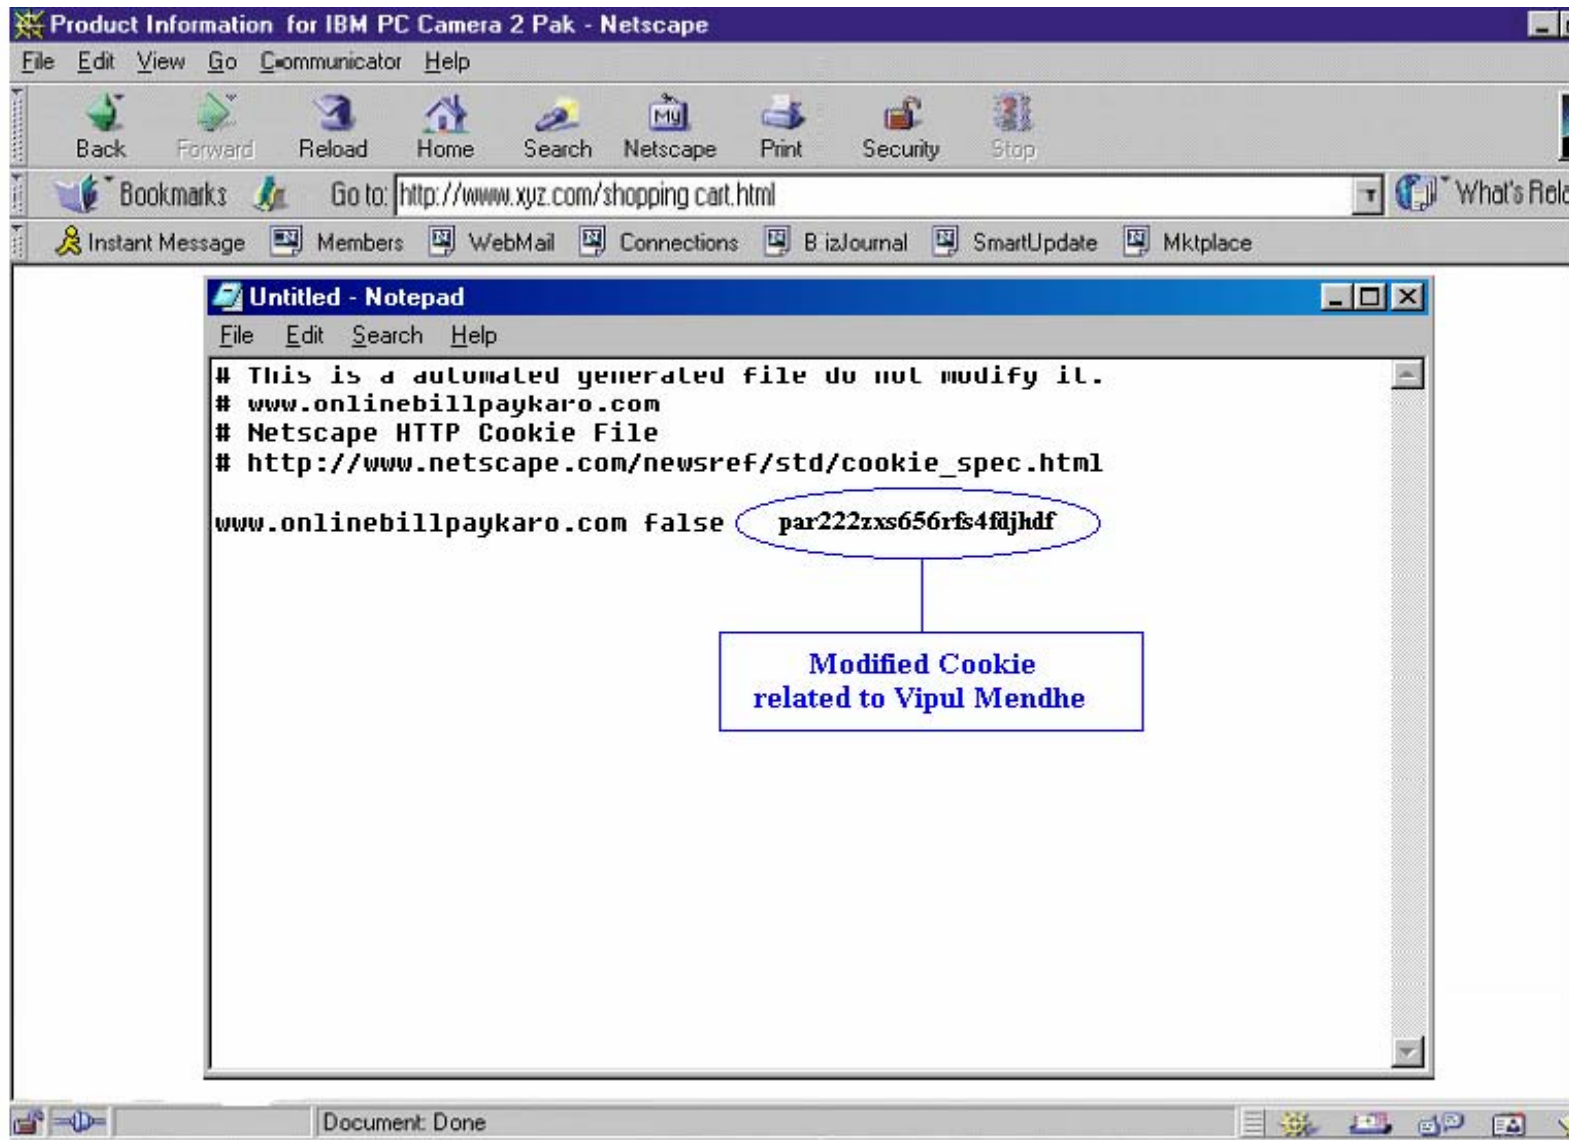 Product Information for IBM PC Camera 2 Pak - Netscape
File Edit View Go Communicator Help
Back Forward Reload Home Search Netscape Print Security Stop
My
Bookmarks Go to: http://www.xyz.com/shopping cart.html What's Rela
Instant Message Members WebMail Connections BizJournal SmartUpdate Mktplace
Untitled - Notepad
File Edit Search Help
# This is a automated generated file do not modify it.
# www.onlinebillpaykaro.com
# Netscape HTTP Cookie File
# http://www.netscape.com/newsref/std/cookie_spec.html
www.onlinebillpaykaro.com false par222zxs656rfs4fdjhdf
Modified Cookie
related to Vipul Mendhe
Document: Done